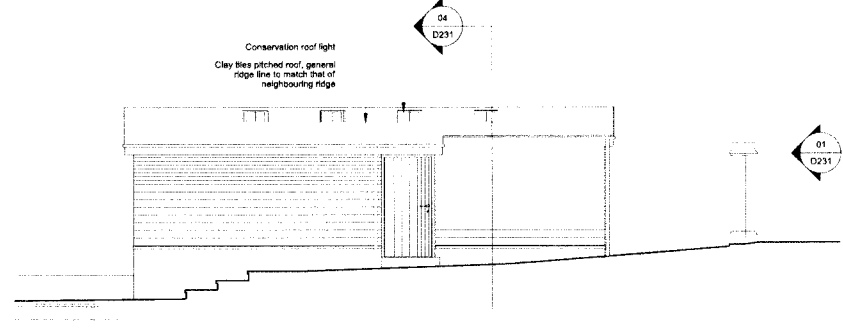 04
D231
Conservation roof light
Clay tiles pitched roof, general
ridge line to match that of
neighbouring ridge
01
D231